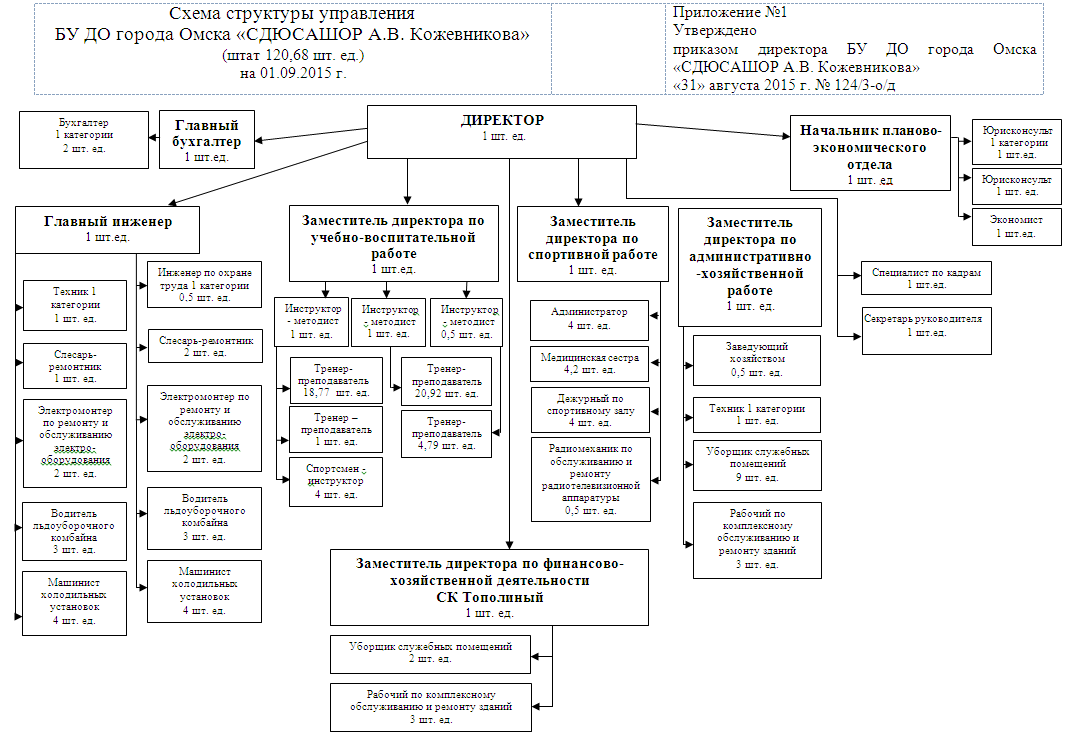 Схема структуры управления
БУ ДО города Омска «СДЮСАШОР А.В. Кожевникова»
(штат 120,68 шт. ед.)
на 01.09.2015 г.
Приложение №1
Утверждено
приказом директора БУ ДО города Омска
«СДЮСАШОР А.В. Кожевникова»
«31» августа 2015 г. № 124/3-о/д
ДИРЕКТОР
1 шт. ед.
Главный
бухгалтер
1 шт.ед.
Бухгалтер
1 категории
2 шт. ед.
Начальник планово-
экономического
отдела
1 шт. ед
Юрисконсульт
1 категории
1 шт.ед.
Юрисконсульт
1 шт. ед.
Экономист
1 шт.ед.
Главный инженер
1 шт.ед.
Техник 1
категории
1 шт. ед.
Слесарь-
ремонтник
1 шт. ед.
Электромонтер
по ремонту и
обслуживанию
электро-
оборудования
2 шт. ед.
Водитель
льдоуборочного
комбайна
3 шт. ед.
Машинист
холодильных
установок
4 шт. ед.
Инженер по охране
труда 1 категории
0.5 шт. ед.
Слесарь-ремонтник
2 шт. ед.
Электромонтер по
ремонту и
обслуживанию
электро-
оборудования
2 шт. ед.
Водитель
льдоуборочного
комбайна
3 шт. ед.
Машинист
холодильных
установок
4 шт. ед.
Заместитель директора по
учебно-воспитательной
работе
1 шт.ед.
Инструктор
- методист
1 шт. ед.
Инструктор
- методист
1 шт.ед.
Инструктор
- методист
0,5 шт. ед.
Тренер-
преподаватель
18,77 шт. ед.
Тренер –
преподаватель
1 шт. ед.
Спортсмен -
инструктор
4 шт. ед.
Тренер-
преподаватель
20,92 шт. ед.
Тренер-
преподаватель
4,79 шт. ед.
Заместитель
директора по
спортивной работе
1 шт. ед.
Администратор
4 шт. ед.
Медицинская сестра
4,2 шт. ед.
Дежурный по
спортивному залу
4 шт. ед.
Радиомеханик по
обслуживанию и
ремонту
радиотелевизионной
аппаратуры
0,5 шт. ед.
Заместитель
директора по
административно
-хозяйственной
работе
1 шт. ед.
Заведующий
хозяйством
0,5 шт. ед.
Техник 1 категории
1 шт. ед.
Уборщик служебных
помещений
9 шт. ед.
Рабочий по
комплексному
обслуживанию и
ремонту зданий
3 шт. ед.
Специалист по кадрам
1 шт. ед.
Секретарь руководителя
1 шт.ед.
Заместитель директора по финансово-
хозяйственной деятельности
СК Тополиный
1 шт. ед.
Уборщик служебных помещений
2 шт. ед.
Рабочий по комплексному
обслуживанию и ремонту зданий
3 шт. ед.